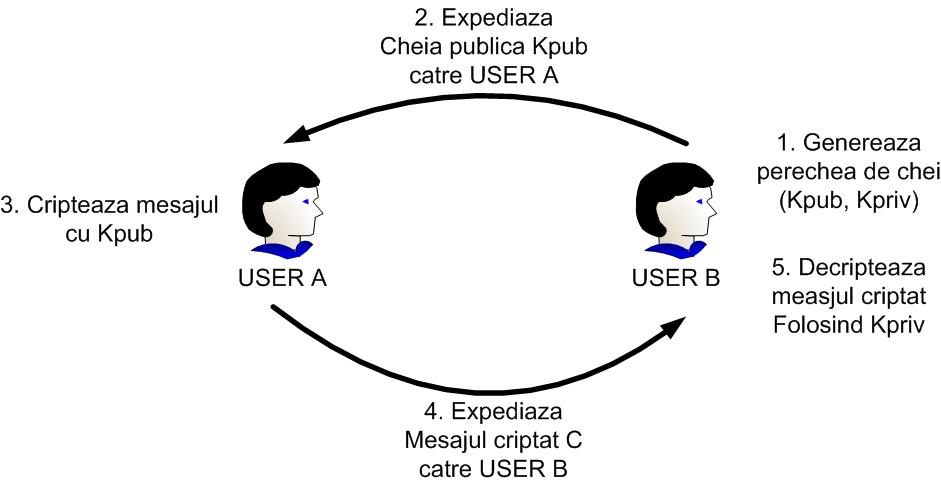 2. Expediaza
Cheia publica Kpub
catre USER A
1. Genereaza
perechea de chei
(Kpub, Kpriv)
3. Cripteaza mesajul
cu Kpub
USER A
USER B
5. Decripteaza
measjul criptat
Folosind Kpriv
4. Expediaza
Mesajul criptat C
catre USER B